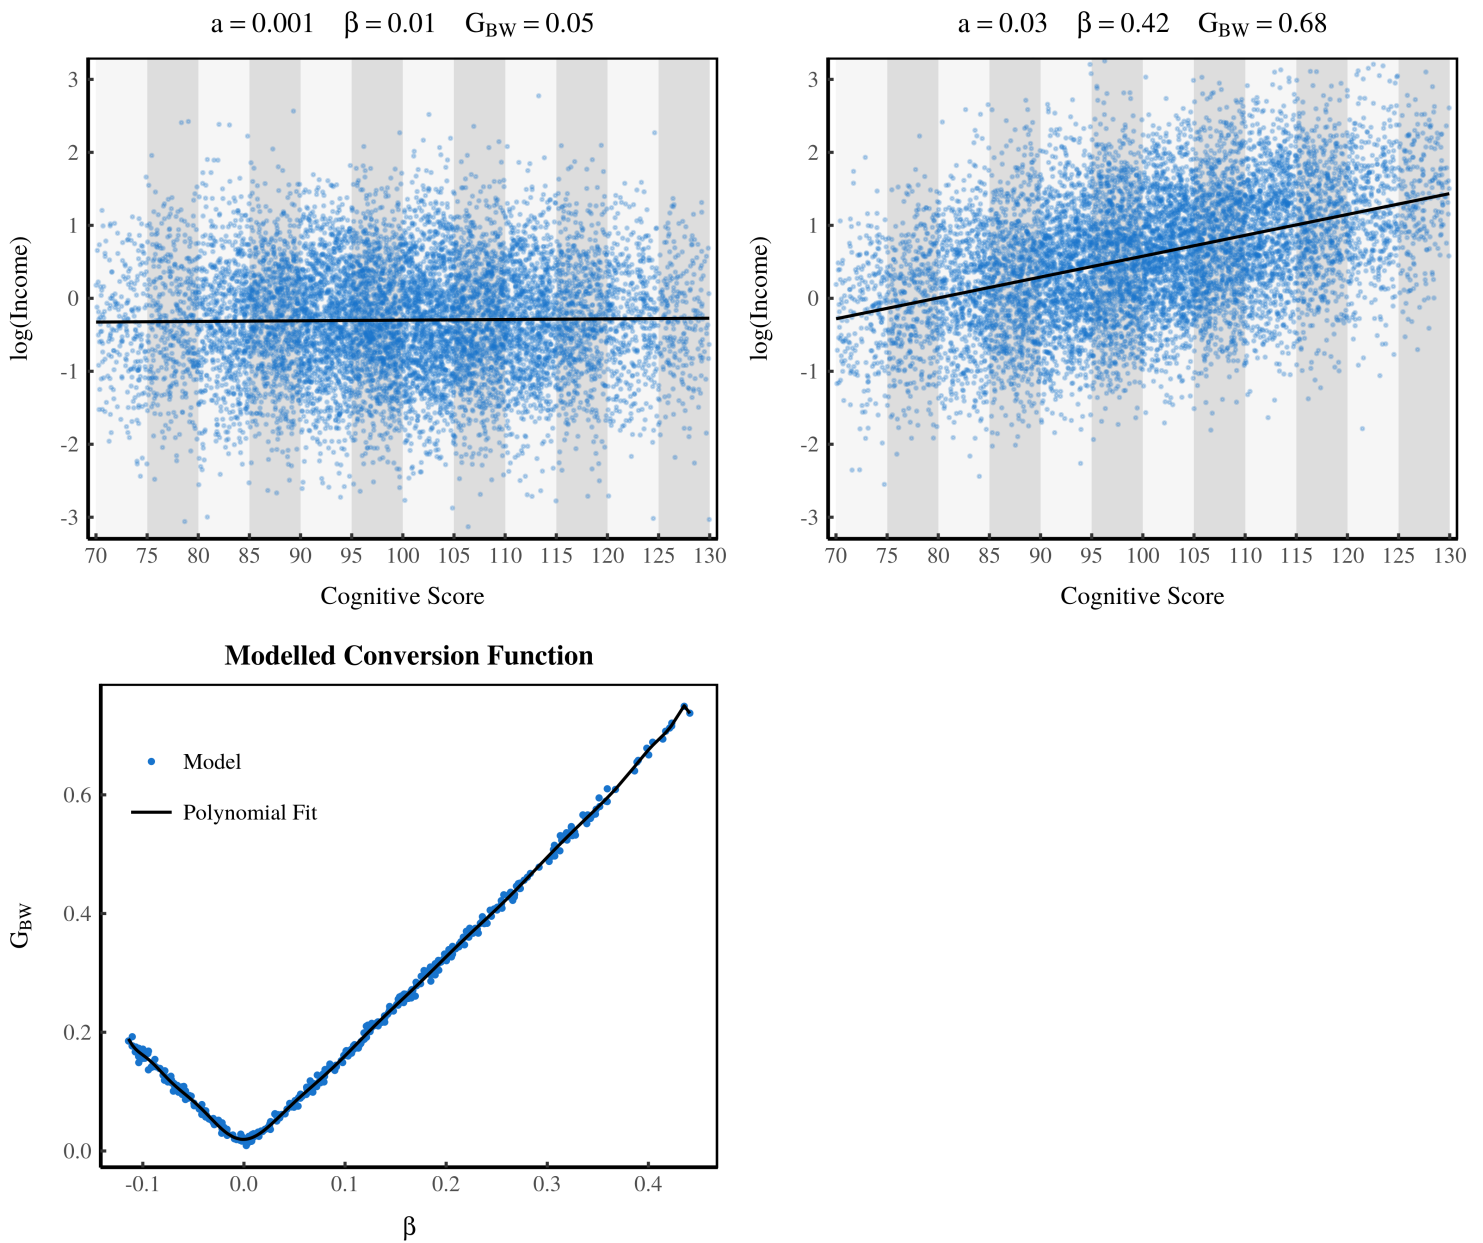 a = 0.001 β = 0.01 G_BW = 0.05
3
2
1
0
-1
-2
-3
log(Income)
70 75 80 85 90 95 100 105 110 115 120 125 130
Cognitive Score
a = 0.03 β = 0.42 G_BW = 0.68
3
2
1
0
-1
-2
-3
log(Income)
70 75 80 85 90 95 100 105 110 115 120 125 130
Cognitive Score
Modelled Conversion Function
Model
Polynomial Fit
0.6
0.4
0.2
0.0
G_BW
-0.1 0.0 0.1 0.2 0.3 0.4
β